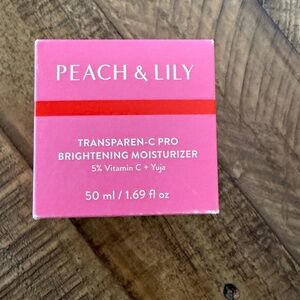 PEACH & LILY
TRANSPAREN-C PRO
BRIGHTENING MOISTURIZER
5% Vitamin C + Yuja
50 ml / 1.69 fl oz